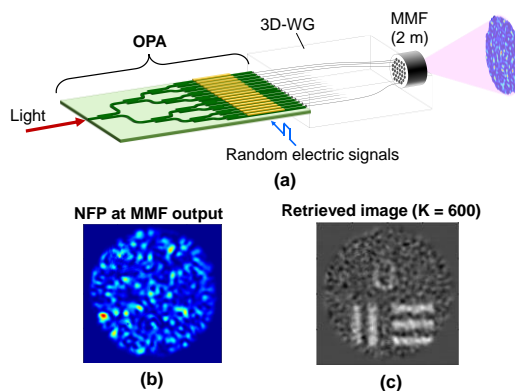 3D-WG
MMF
(2 m)
OPA
Light
Random electric signals
(a)
NFP at MMF output
Retrieved image (K = 600)
(b)
(c)